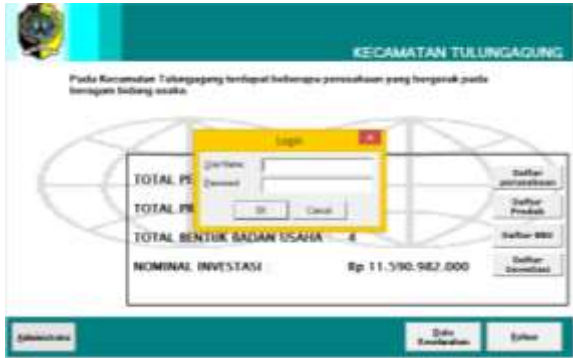 KECAMATAN TULUNGAGUNG
Pada Kecamatan Tulungagung terdapat beberapa perusahaan yang bergerak pada
beragam bidang usaha.
Login
UserName
Password
OK Cancel
TOTAL PE
TOTAL PR
TOTAL BENTUK BADAN USAHA 4
NOMINAL INVESTASI Rp 11.590.982.000
Daftar
perusahaan
Daftar
Produk
Daftar BBU
Daftar
Investasi
Administrator
Data
Keseluruhan
Keluar